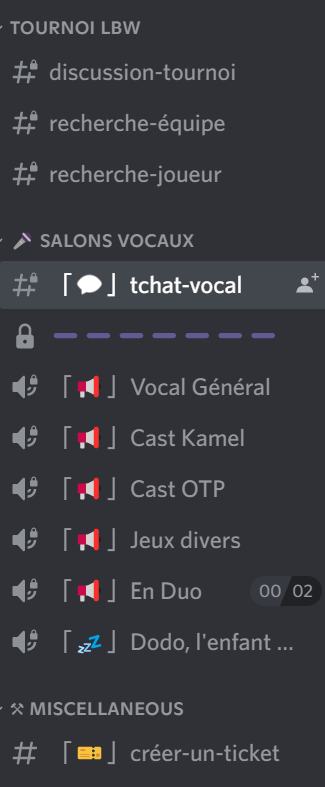 TOURNOI LBW
discussion-tournoi
recherche-équipe
recherche-joueur
🎤 SALONS VOCAUX
「💬」 tchat-vocal
「📢」 Vocal Général
「📢」 Cast Kamel
「📢」 Cast OTP
「📢」 Jeux divers
「📢」 En Duo 00 02
「💤」 Dodo, l'enfant ...
⚒ MISCELLANEOUS
「🎫」 créer-un-ticket